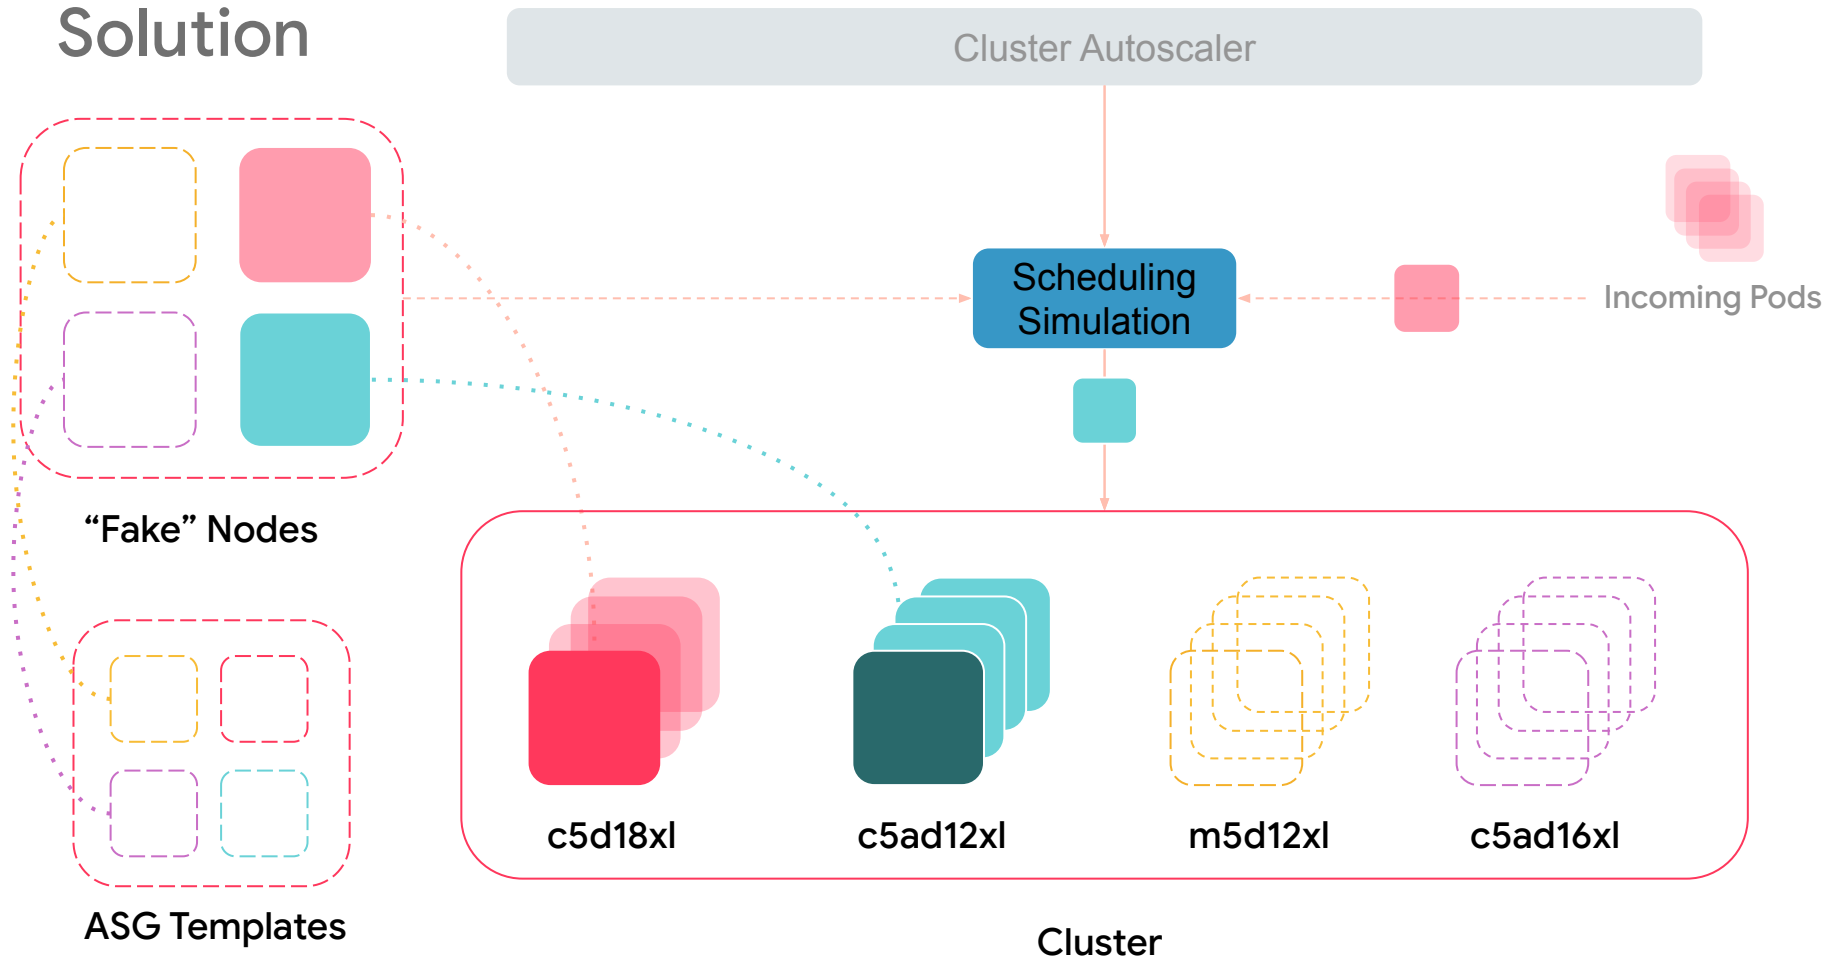 Solution
Cluster Autoscaler
Scheduling
Simulation
Incoming Pods
“Fake” Nodes
c5d18xl
c5ad12xl
m5d12xl
c5ad16xl
ASG Templates
Cluster